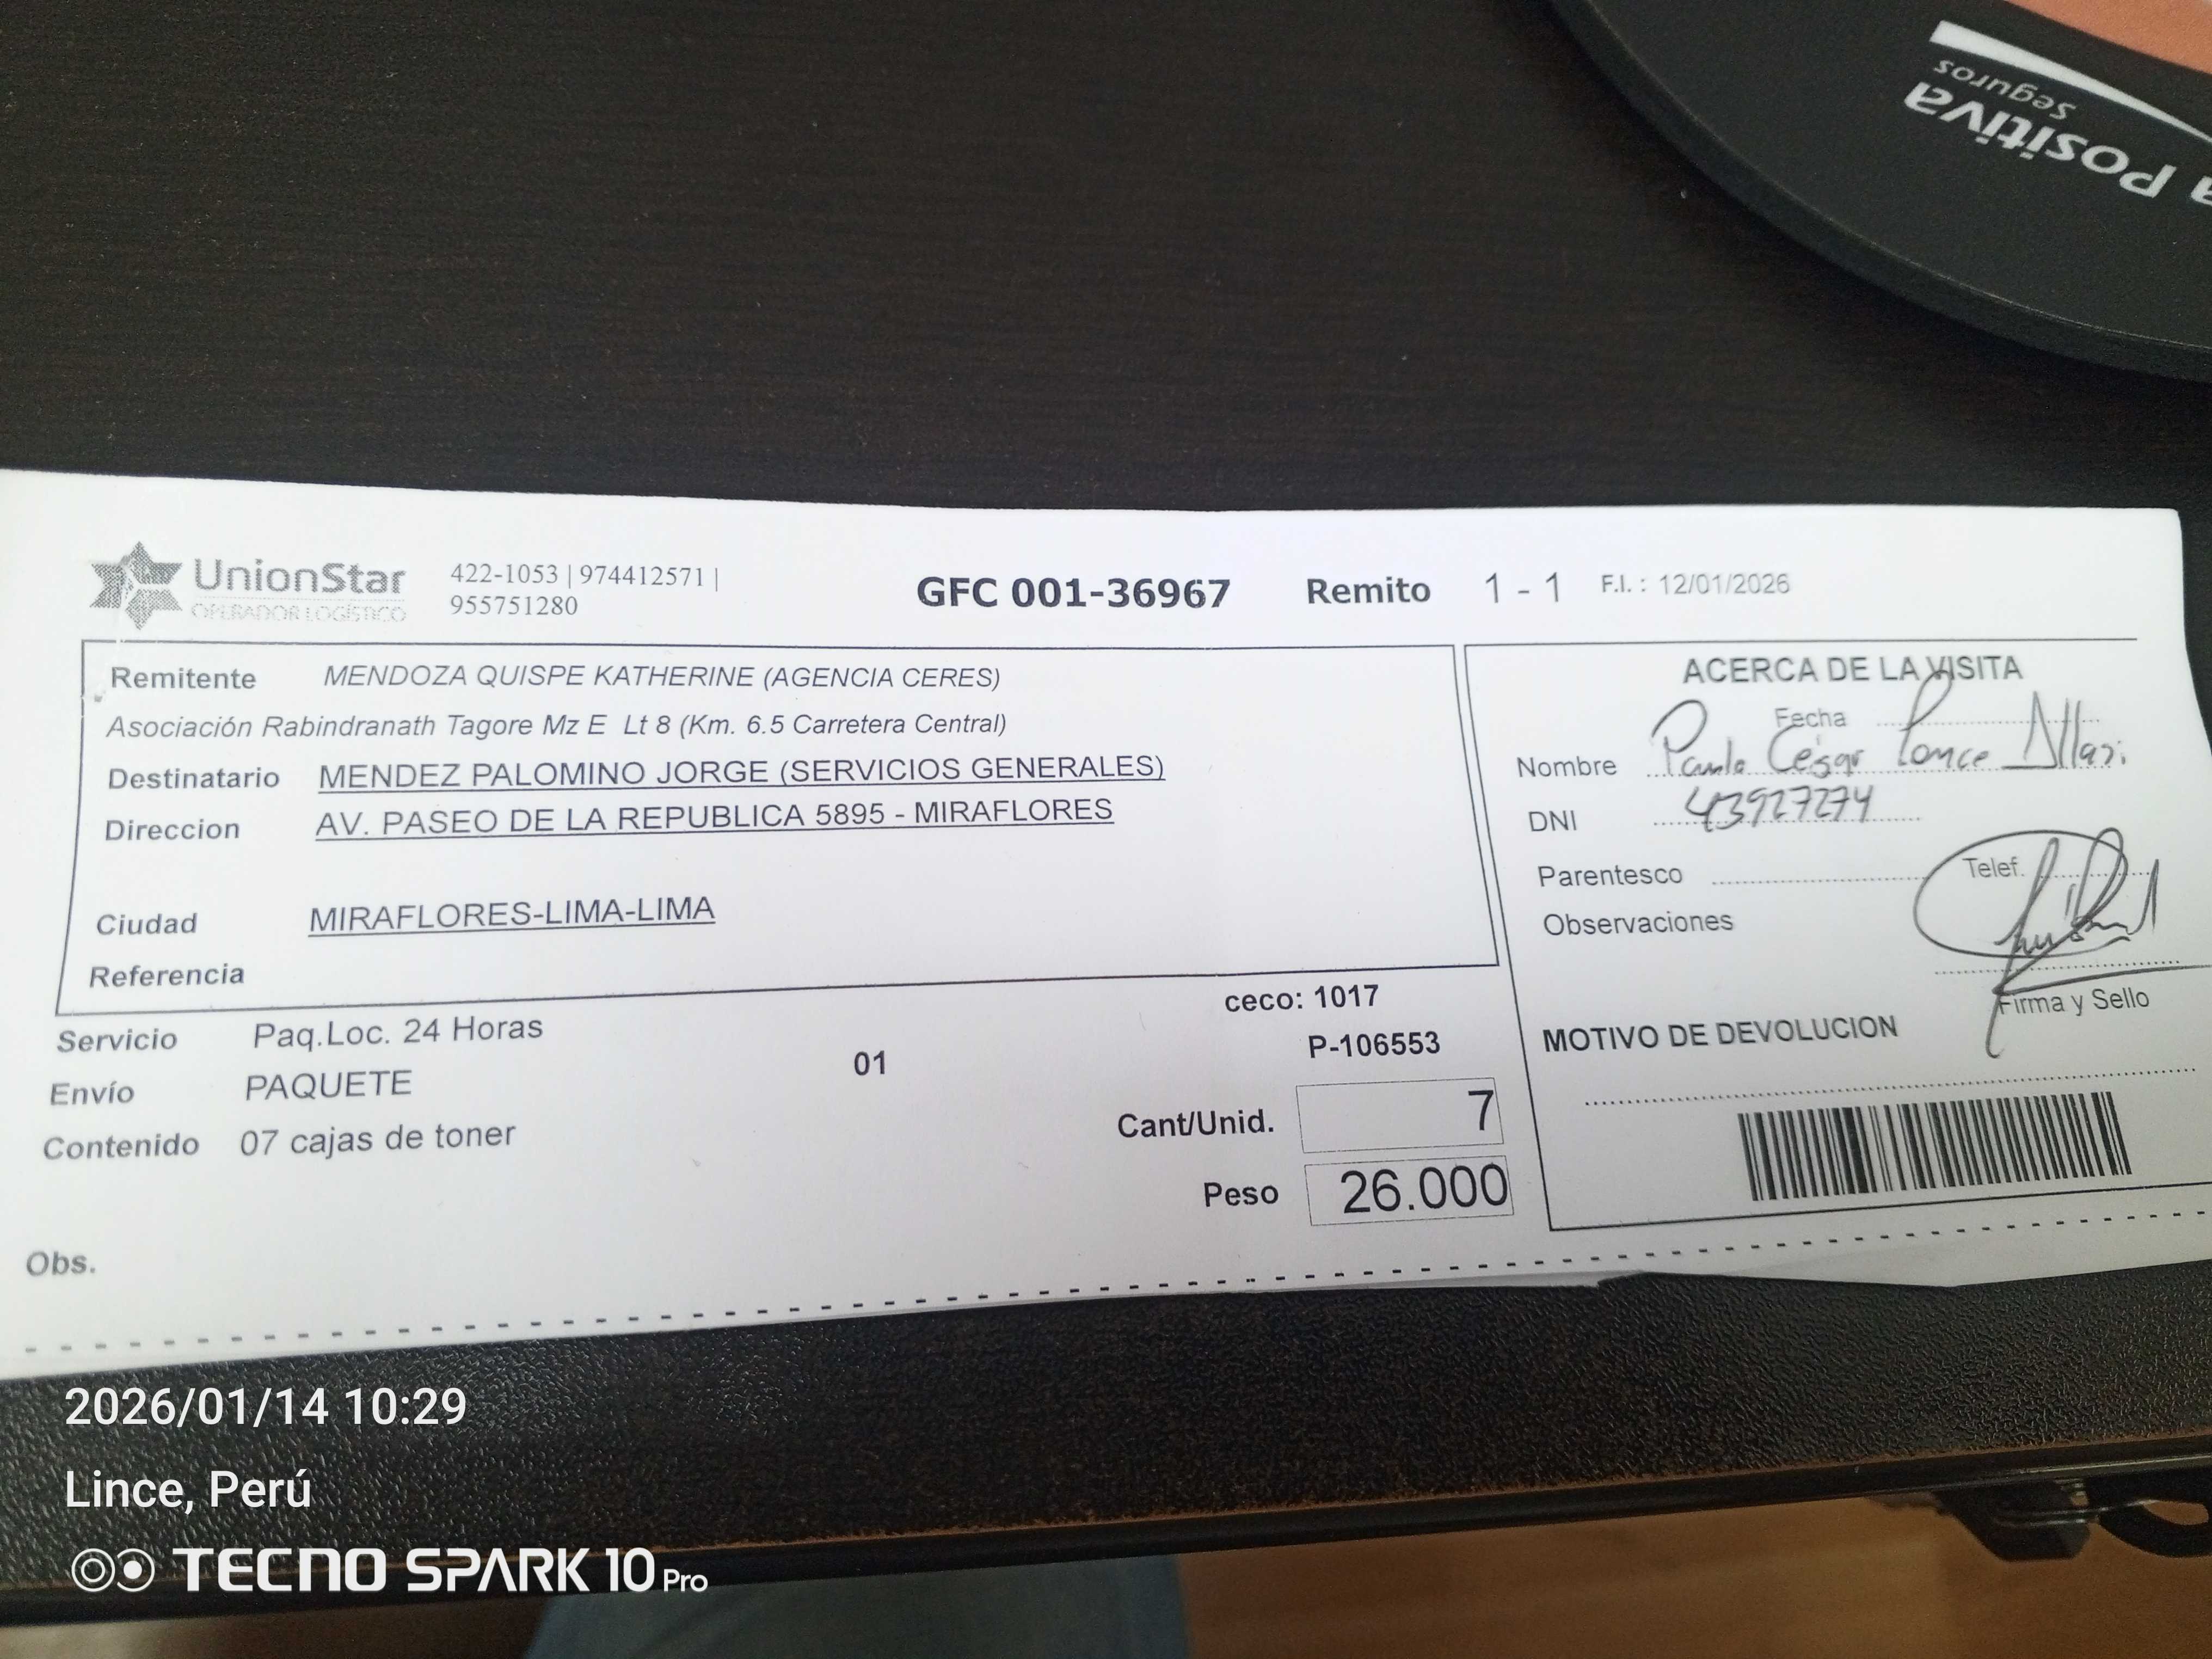 a Positiva
Seguros
UnionStar
OPERADOR LOGÍSTICO
422-1053 | 974412571 |
955751280
GFC 001-36967
Remito 1 - 1
F.I. : 12/01/2026
Remitente MENDOZA QUISPE KATHERINE (AGENCIA CERES)
Asociación Rabindranath Tagore Mz E Lt 8 (Km. 6.5 Carretera Central)
Destinatario MENDEZ PALOMINO JORGE (SERVICIOS GENERALES)
Direccion AV. PASEO DE LA REPUBLICA 5895 - MIRAFLORES
Ciudad MIRAFLORES-LIMA-LIMA
Referencia
Servicio Paq.Loc. 24 Horas
Envío PAQUETE
Contenido 07 cajas de toner
01
ceco: 1017
P-106553
Cant/Unid. 7
Peso 26.000
Obs.
ACERCA DE LA VISITA
Fecha
Nombre César Ponce
DNI 43927274
Parentesco
Telef.
Observaciones
Firma y Sello
MOTIVO DE DEVOLUCION
2026/01/14 10:29
Lince, Perú
TECNO SPARK 10 Pro